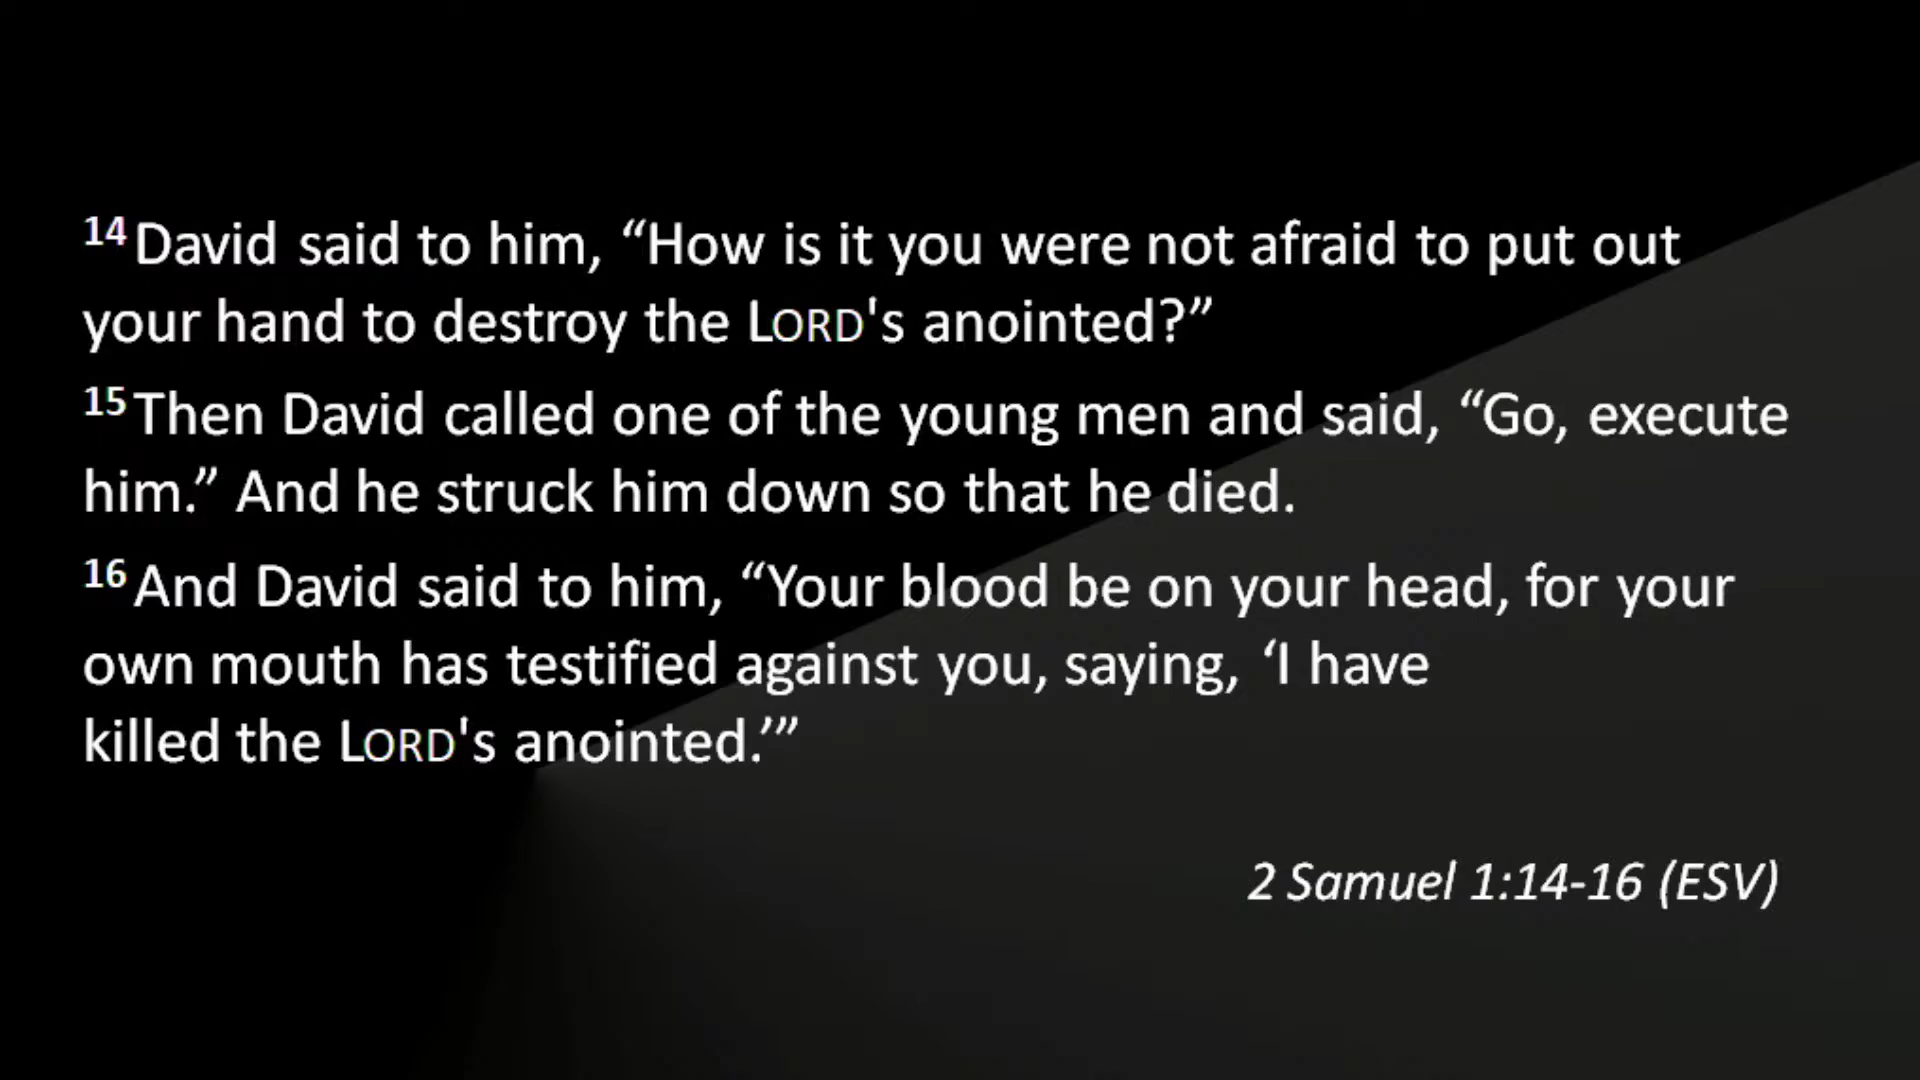 14 David said to him, “How is it you were not afraid to put out
your hand to destroy the LORD's anointed?”
15 Then David called one of the young men and said, “Go, execute
him.” And he struck him down so that he died.
16 And David said to him, “Your blood be on your head, for your
own mouth has testified against you, saying, ‘I have
killed the LORD's anointed.’”
2 Samuel 1:14-16 (ESV)